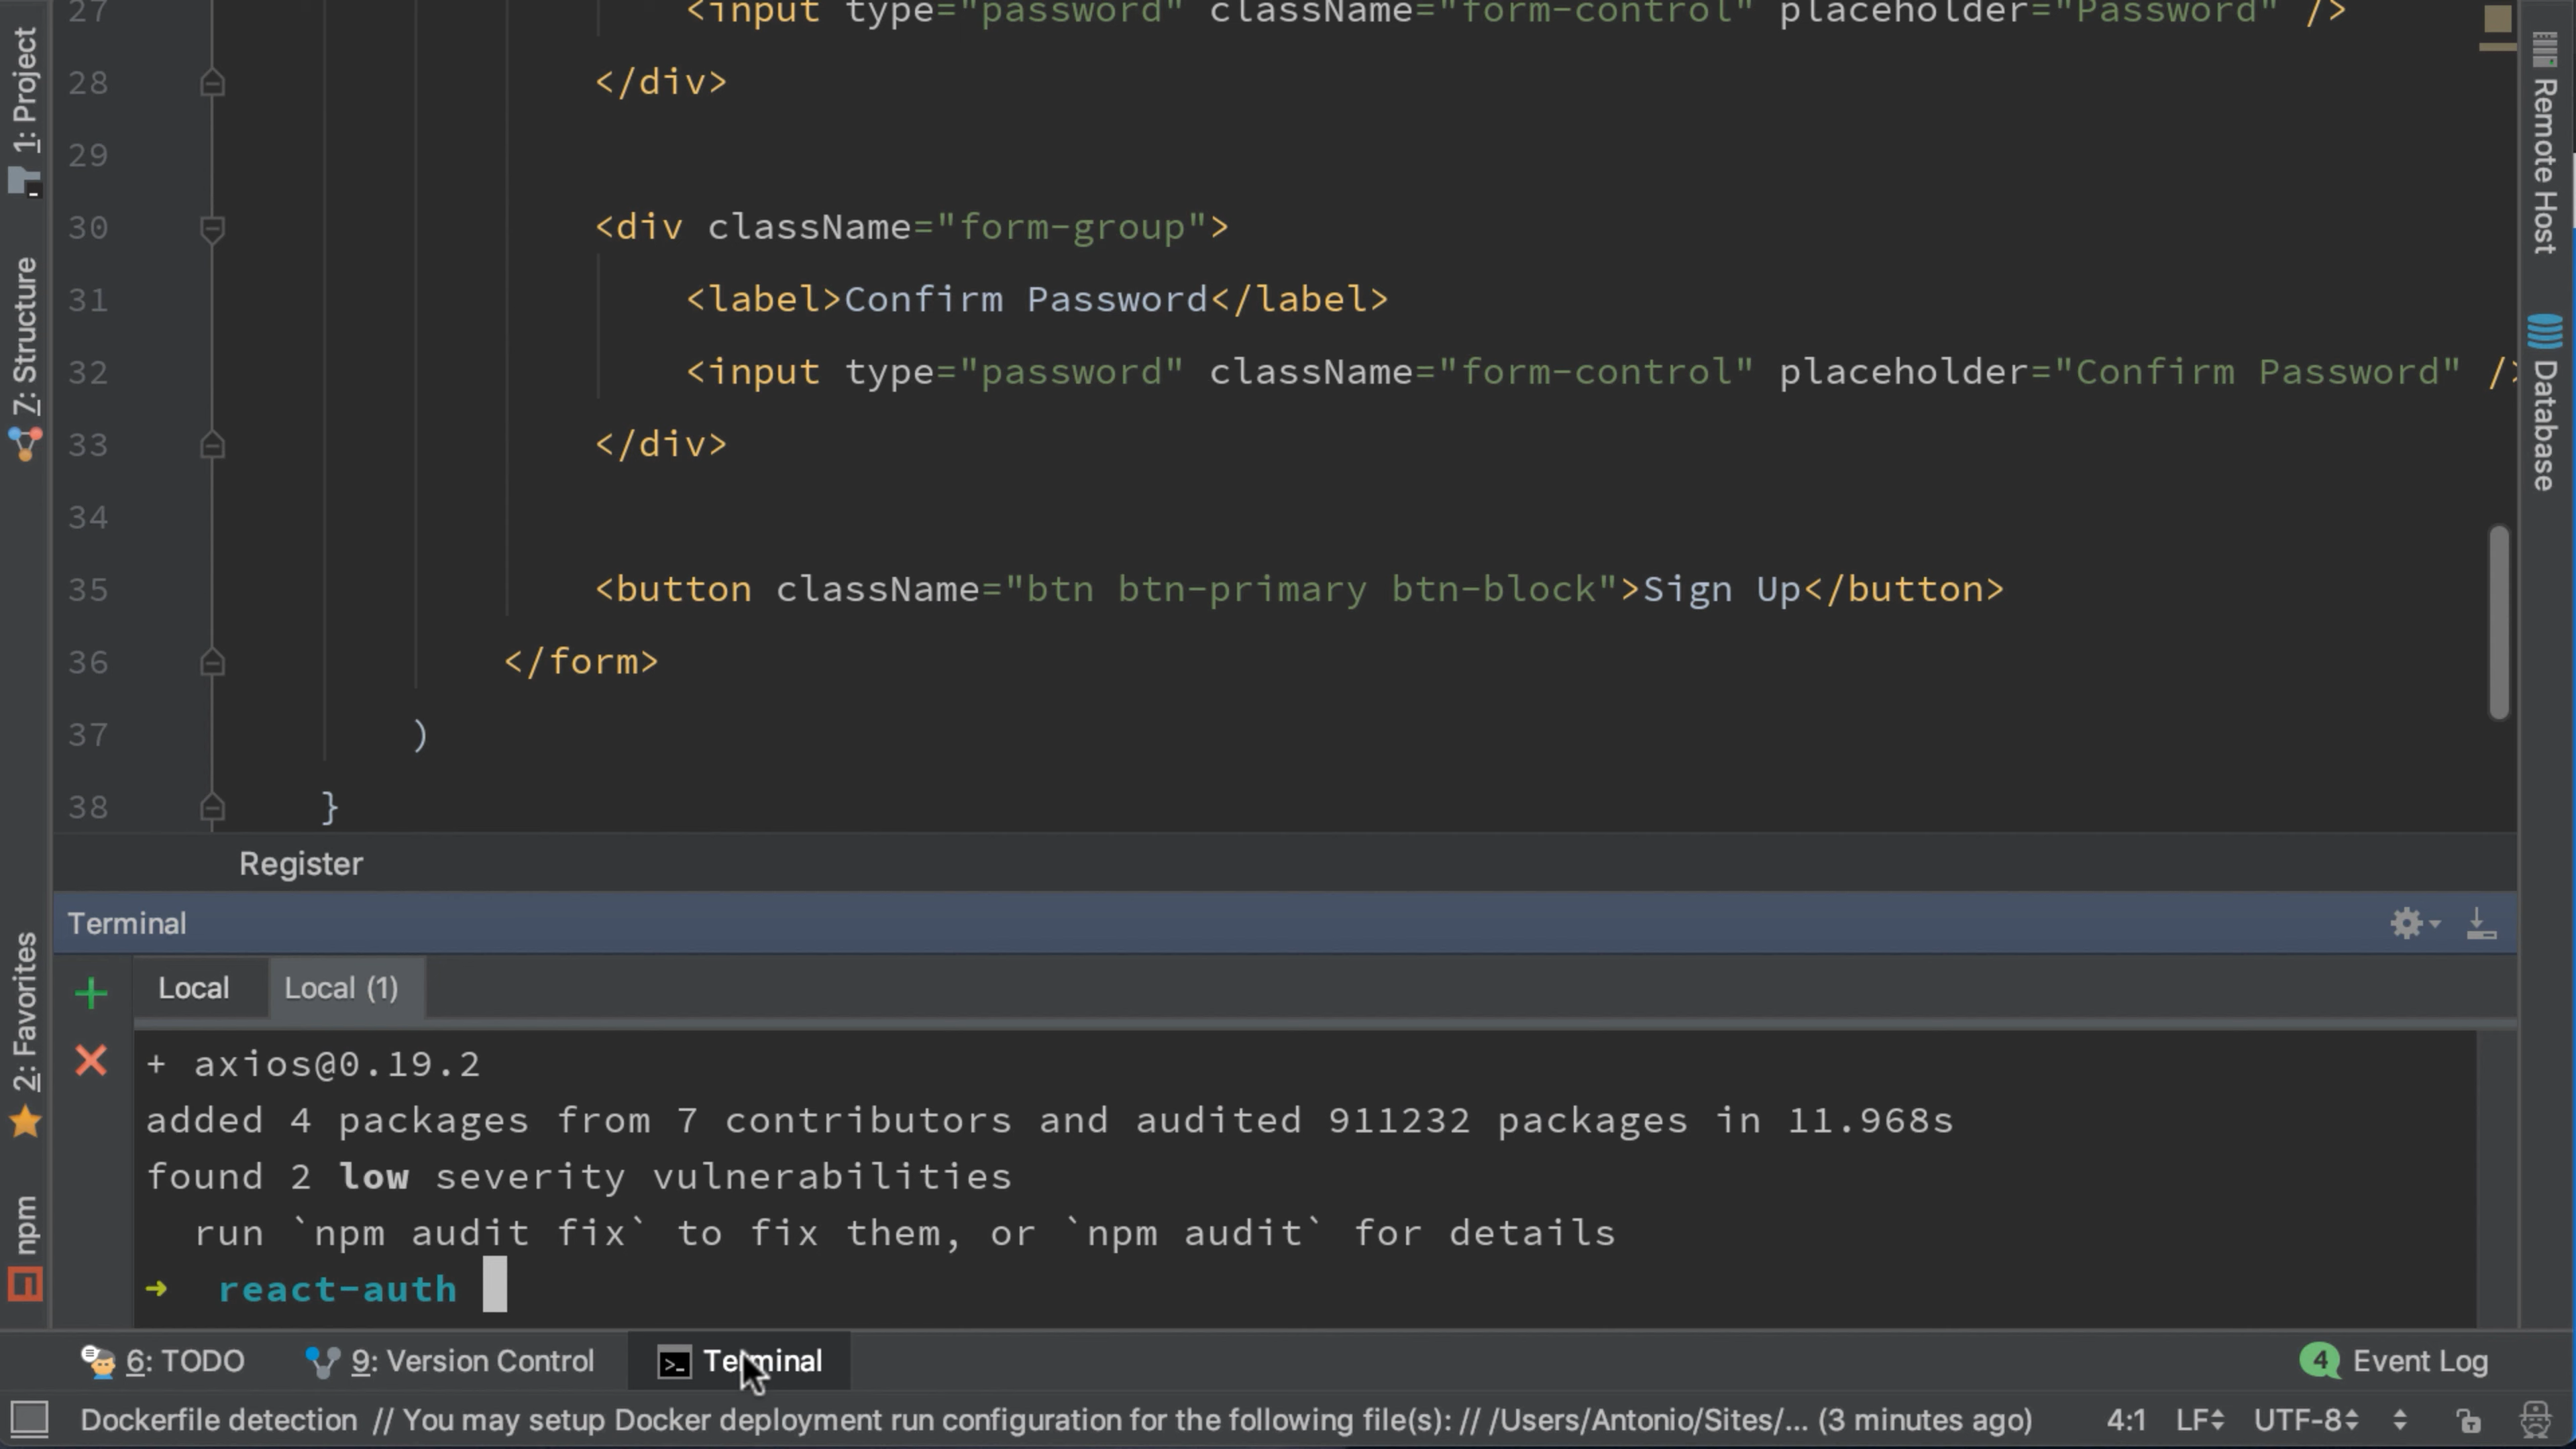 27 <input type="password" className="form-control" placeholder="Password" />
28 </div>
29
30 <div className="form-group">
31 <label>Confirm Password</label>
32 <input type="password" className="form-control" placeholder="Confirm Password" />
33 </div>
34
35 <button className="btn btn-primary btn-block">Sign Up</button>
36 </form>
37 )
38 }
Register
1: Project
7: Structure
2: Favorites
npm
Remote Host
Database
Terminal
Local Local (1)
+ axios@0.19.2
added 4 packages from 7 contributors and audited 911232 packages in 11.968s
found 2 low severity vulnerabilities
run `npm audit fix` to fix them, or `npm audit` for details
➜ react-auth
6: TODO 9: Version Control Terminal 4 Event Log
Dockerfile detection // You may setup Docker deployment run configuration for the following file(s): // /Users/Antonio/Sites/... (3 minutes ago) 4:1 LF UTF-8